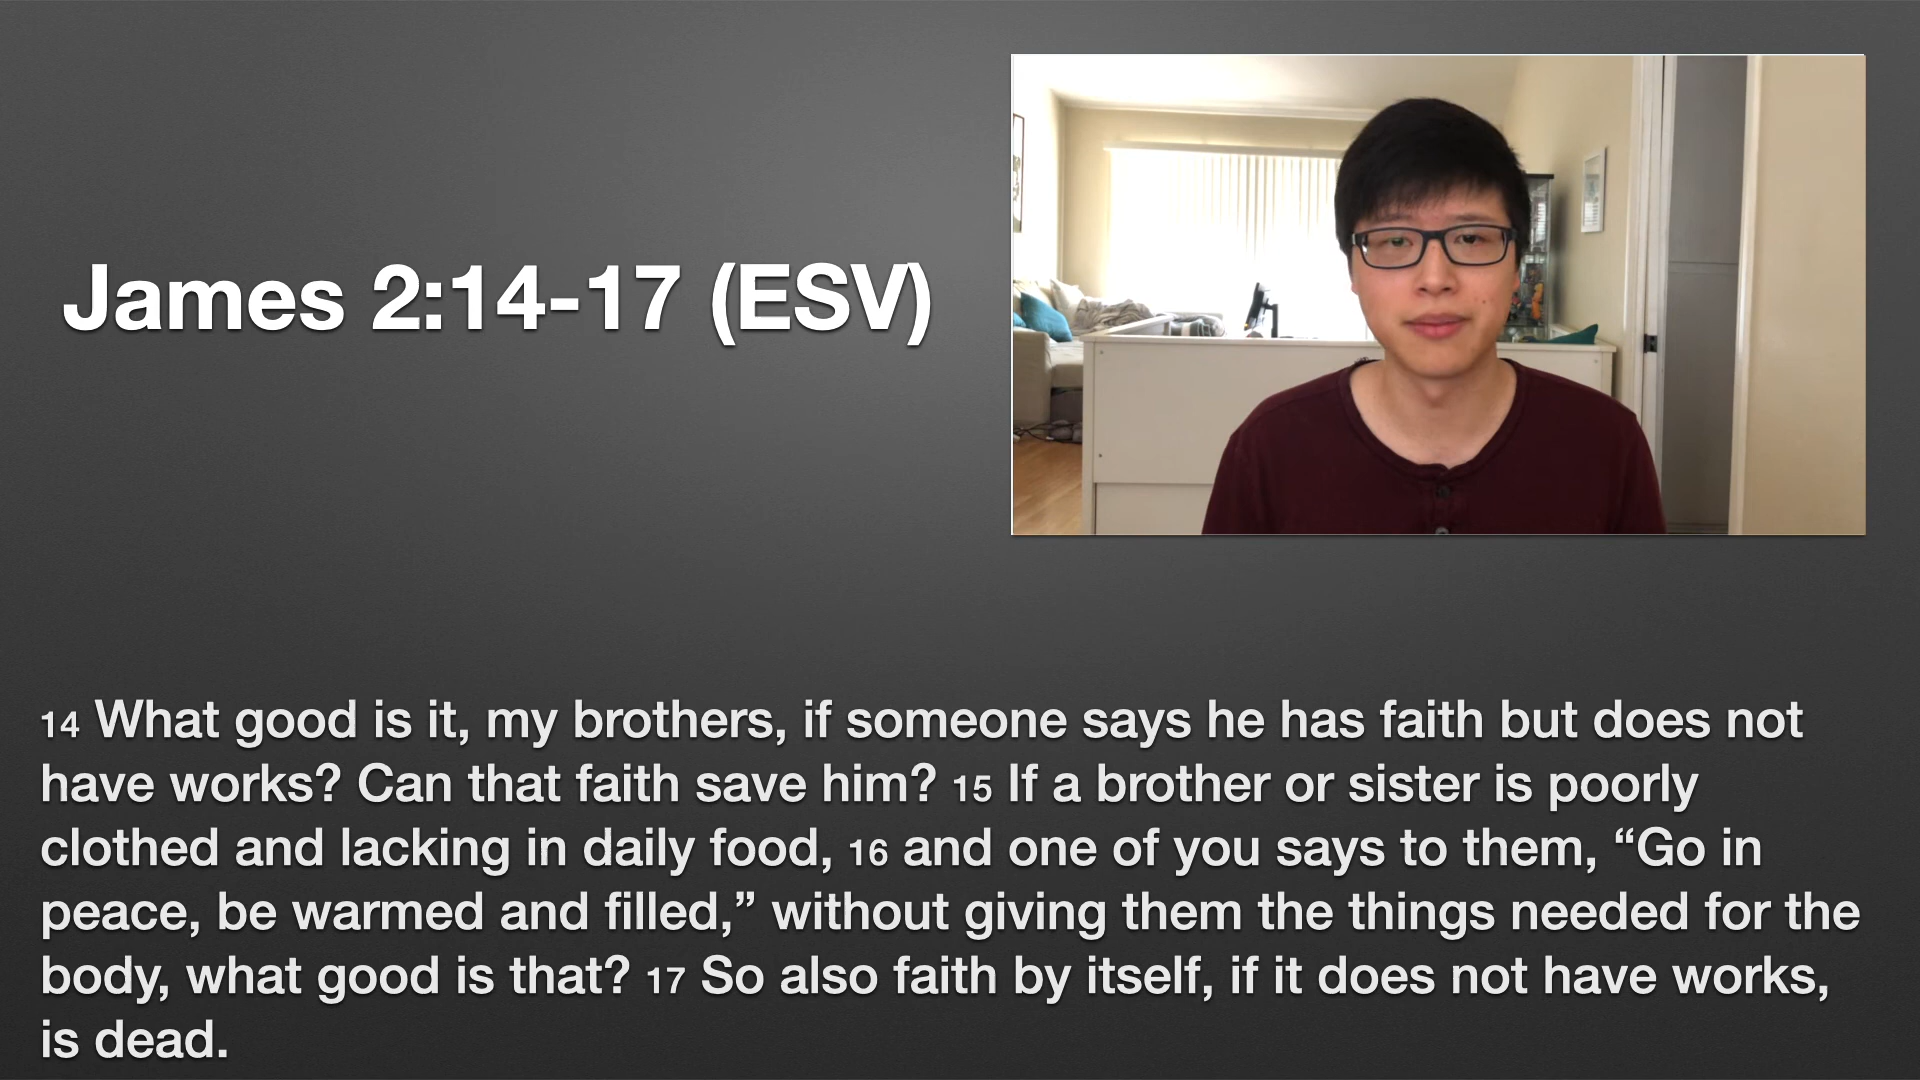 James 2:14-17 (ESV)
14 What good is it, my brothers, if someone says he has faith but does not
have works? Can that faith save him? 15 If a brother or sister is poorly
clothed and lacking in daily food, 16 and one of you says to them, “Go in
peace, be warmed and filled,” without giving them the things needed for the
body, what good is that? 17 So also faith by itself, if it does not have works,
is dead.